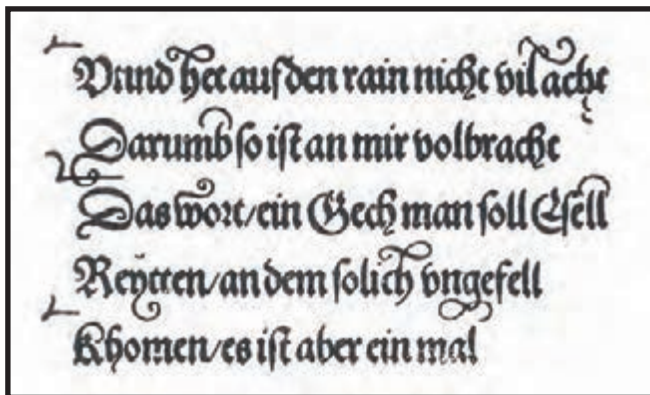 Vnnd het auf den rain nicht vil acht
Darumb so ist an mir volbracht
Das wort/ ein Gech man soll Esell
Reytten/ an dem solich vngefell
Khomen/ es ist aber ein mal